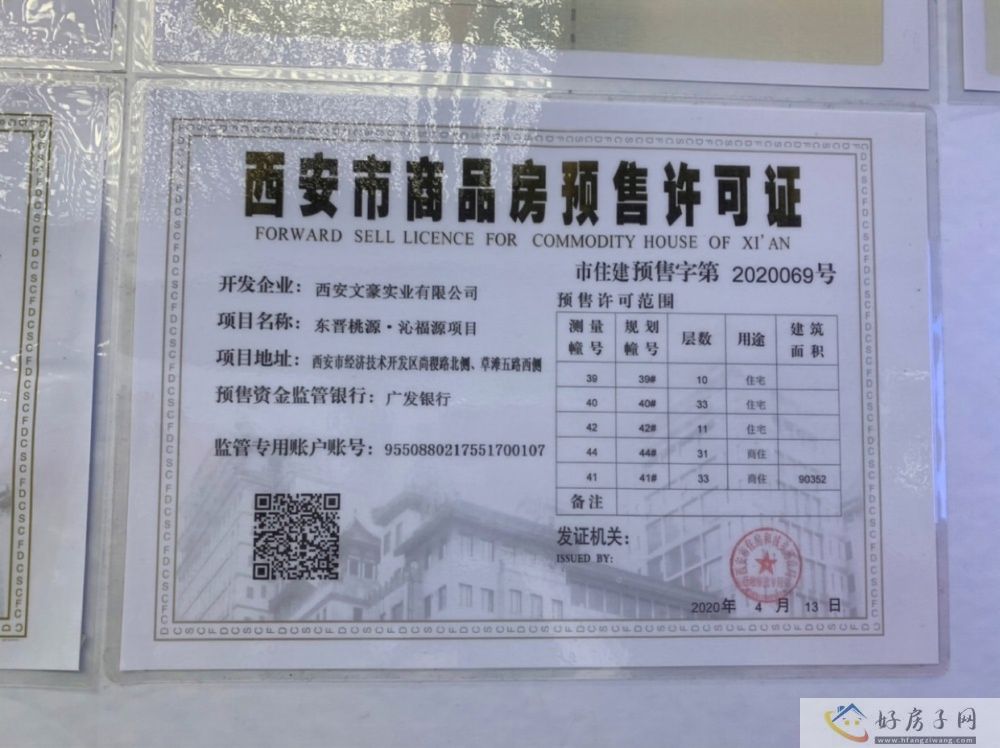 西安市商品房预售许可证
FORWARD SELL LICENCE FOR COMMODITY HOUSE OF XI'AN
市住建预售字第 2020069号
开发企业：西安文豪实业有限公司
项目名称：东晋桃源·沁福源项目
项目地址：西安市经济技术开发区尚稷路北侧、草滩五路西侧
预售资金监管银行：广发银行
监管专用账户账号：9550880217551700107
预售许可范围
测量幢号 规划幢号 层数 用途 建筑面积
39 39# 10 住宅
40 40# 33 住宅
42 42# 11 住宅
44 44# 31 商住
41 41# 33 商住 90352
备注
发证机关：
ISSUED BY:
2020年 4 月 13 日
好房子网
www.hfangziwang.com